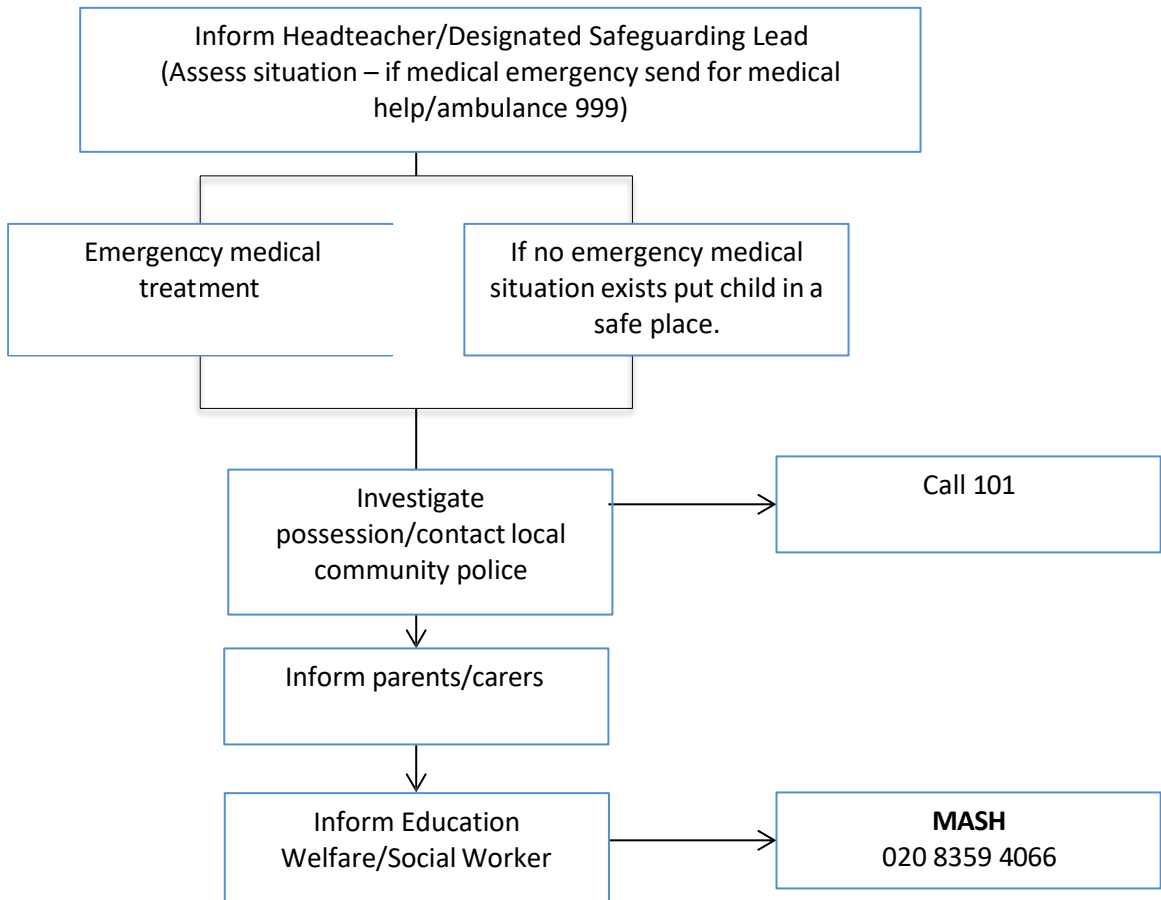 Inform Headteacher/Designated Safeguarding Lead
(Assess situation – if medical emergency send for medical
help/ambulance 999)
Emergency medical
treatment
If no emergency medical
situation exists put child in a
safe place.
Investigate
possession/contact local
community police
Call 101
Inform parents/carers
Inform Education
Welfare/Social Worker
MASH
020 8359 4066